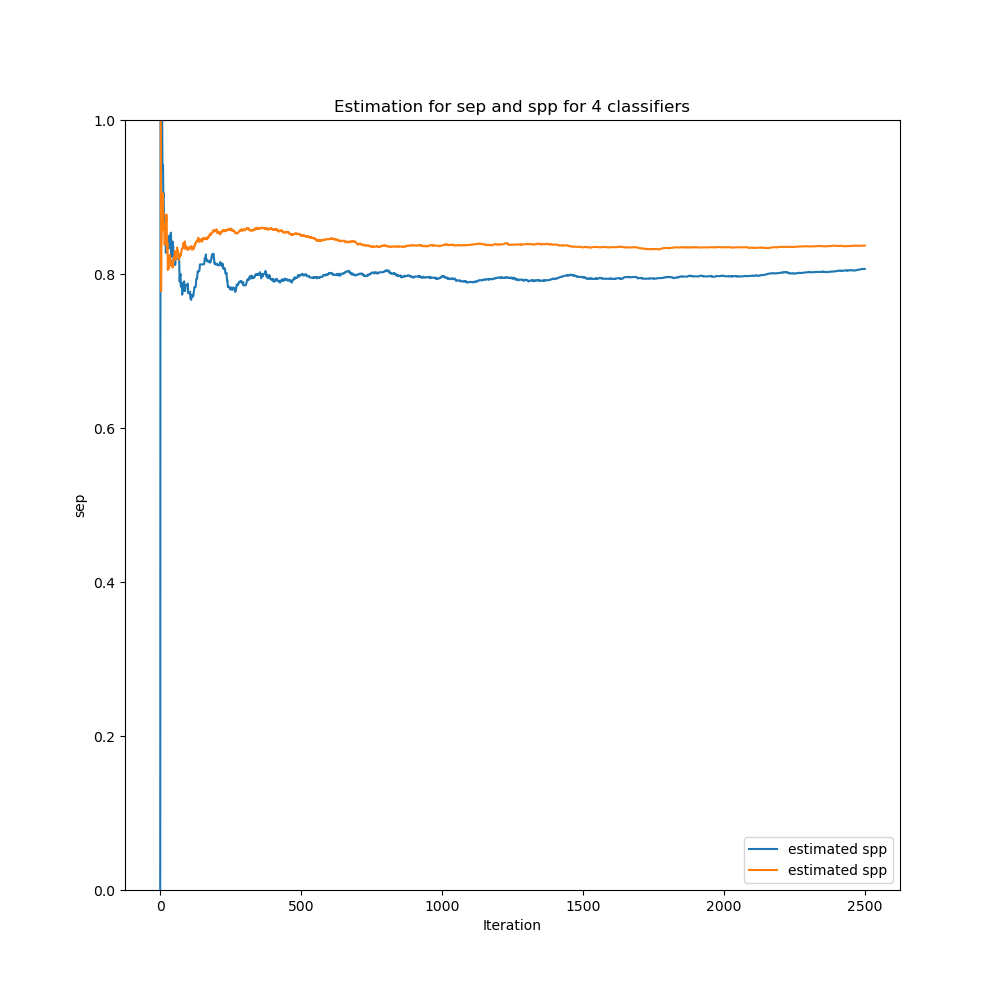 Estimation for sep and spp for 4 classifiers
1.0
0.8
0.6
0.4
0.2
0.0
sep
0
500
1000
1500
2000
2500
Iteration
estimated spp
estimated spp